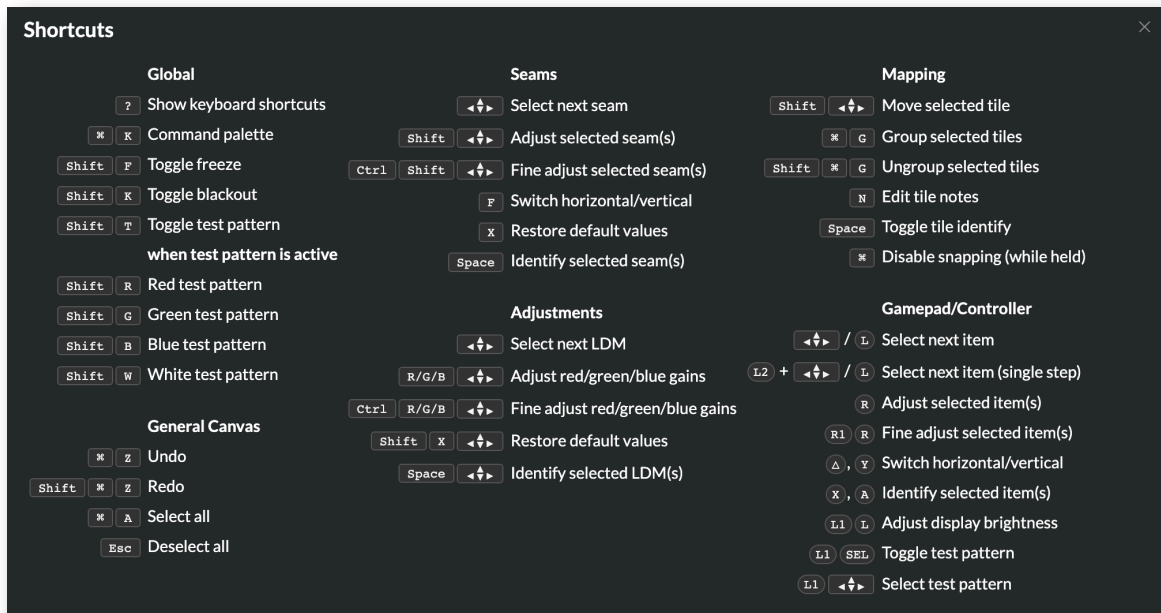 Shortcuts
Global
? Show keyboard shortcuts
⌘ K Command palette
Shift F Toggle freeze
Shift K Toggle blackout
Shift T Toggle test pattern
when test pattern is active
Shift R Red test pattern
Shift G Green test pattern
Shift B Blue test pattern
Shift W White test pattern
General Canvas
⌘ Z Undo
Shift ⌘ Z Redo
⌘ A Select all
Esc Deselect all
Seams
Select next seam
Shift Adjust selected seam(s)
Ctrl Shift Fine adjust selected seam(s)
F Switch horizontal/vertical
X Restore default values
Space Identify selected seam(s)
Adjustments
Select next LDM
R/G/B Adjust red/green/blue gains
Ctrl R/G/B Fine adjust red/green/blue gains
Shift X Restore default values
Space Identify selected LDM(s)
Mapping
Shift Move selected tile
⌘ G Group selected tiles
Shift ⌘ G Ungroup selected tiles
N Edit tile notes
Space Toggle tile identify
⌘ Disable snapping (while held)
Gamepad/Controller
/ L Select next item
L2 + / L Select next item (single step)
R Adjust selected item(s)
R1 R Fine adjust selected item(s)
△, Y Switch horizontal/vertical
X, A Identify selected item(s)
L1 L Adjust display brightness
L1 SEL Toggle test pattern
L1 Select test pattern